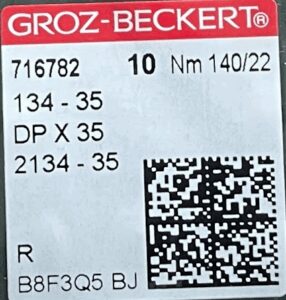 GROZ-BECKERT®
716782 10 Nm 140/22
134 - 35
DP X 35
2134 - 35
R
B8F3Q5 BJ